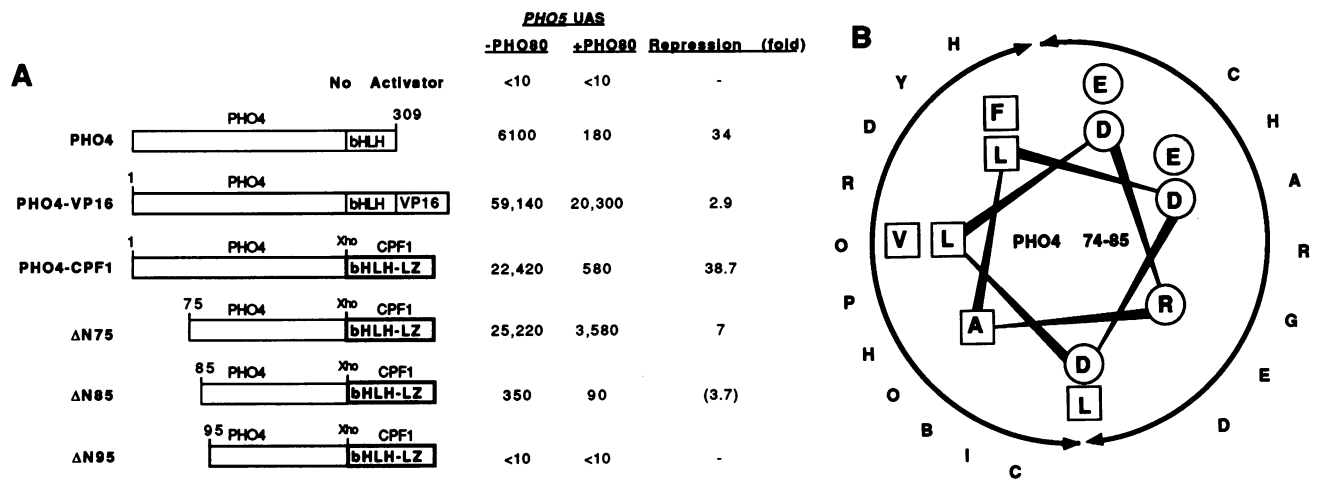 A
PHO5 UAS
-PHO80 +PHO80 Repression (fold)
No Activator <10 <10 -
PHO4 309
PHO4 bHLH 6100 180 34
1 PHO4
PHO4-VP16 bHLH VP16 59,140 20,300 2.9
1 Xho CPF1
PHO4-CPF1 bHLH-LZ 22,420 580 38.7
75 PHO4 Xho CPF1
ΔN75 bHLH-LZ 25,220 3,580 7
85 PHO4 Xho CPF1
ΔN85 bHLH-LZ 350 90 (3.7)
95 PHO4 Xho CPF1
ΔN95 bHLH-LZ <10 <10 -
B
HYDROPHOBIC
CHARGED
E
F D
L E
D
V L PHO4 74-85
A R
D
L